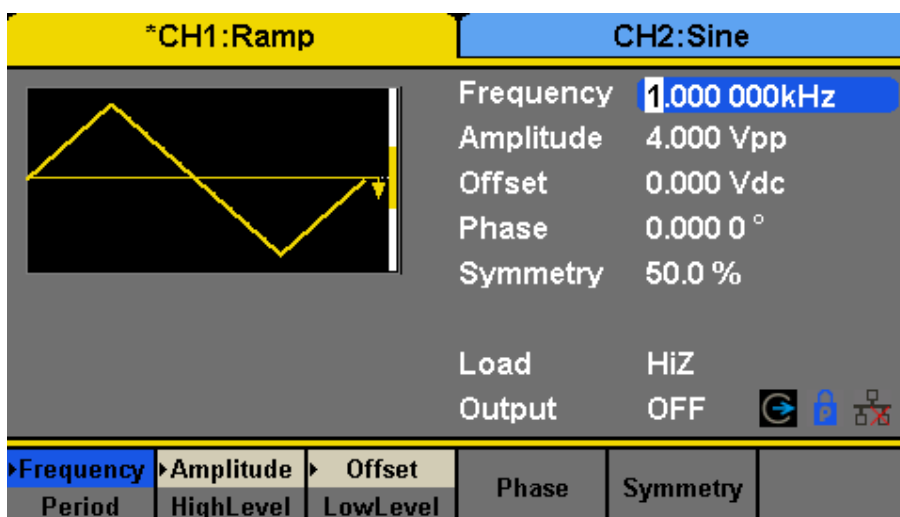 *CH1:Ramp
CH2:Sine
Frequency 1.000 000kHz
Amplitude 4.000 Vpp
Offset 0.000 Vdc
Phase 0.000 0 °
Symmetry 50.0 %
Load HiZ
Output OFF
P
Frequency Amplitude Offset Phase Symmetry
Period HighLevel LowLevel